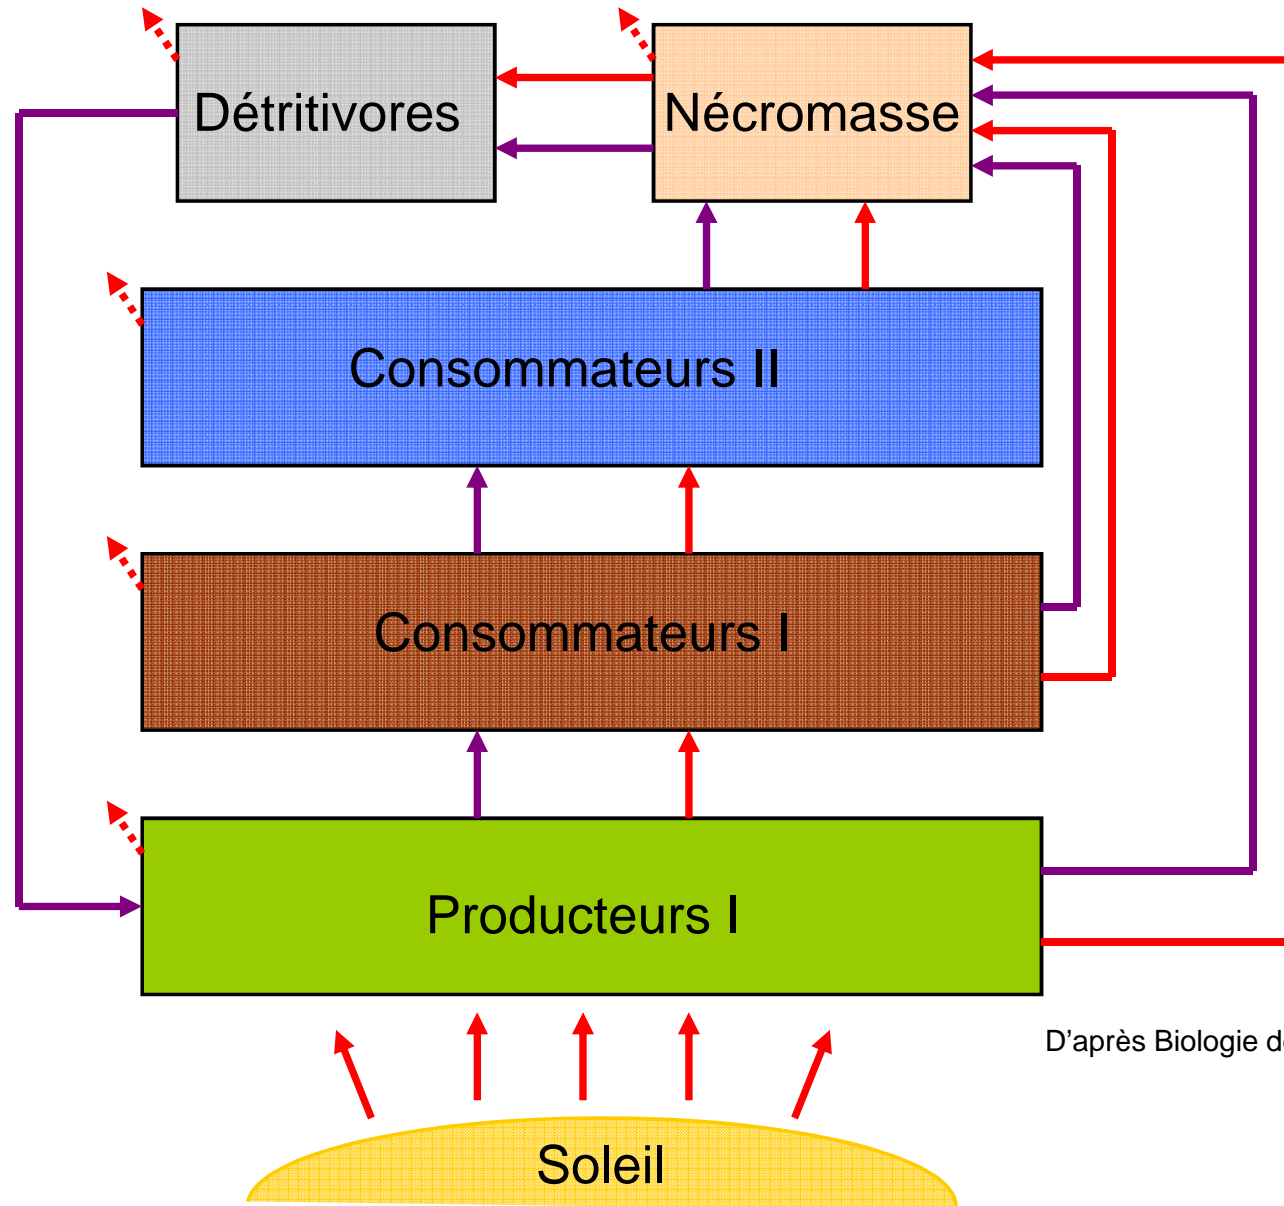 Détritivores
Nécromasse
Consommateurs II
Consommateurs I
Producteurs I
D'après Biologie
Soleil